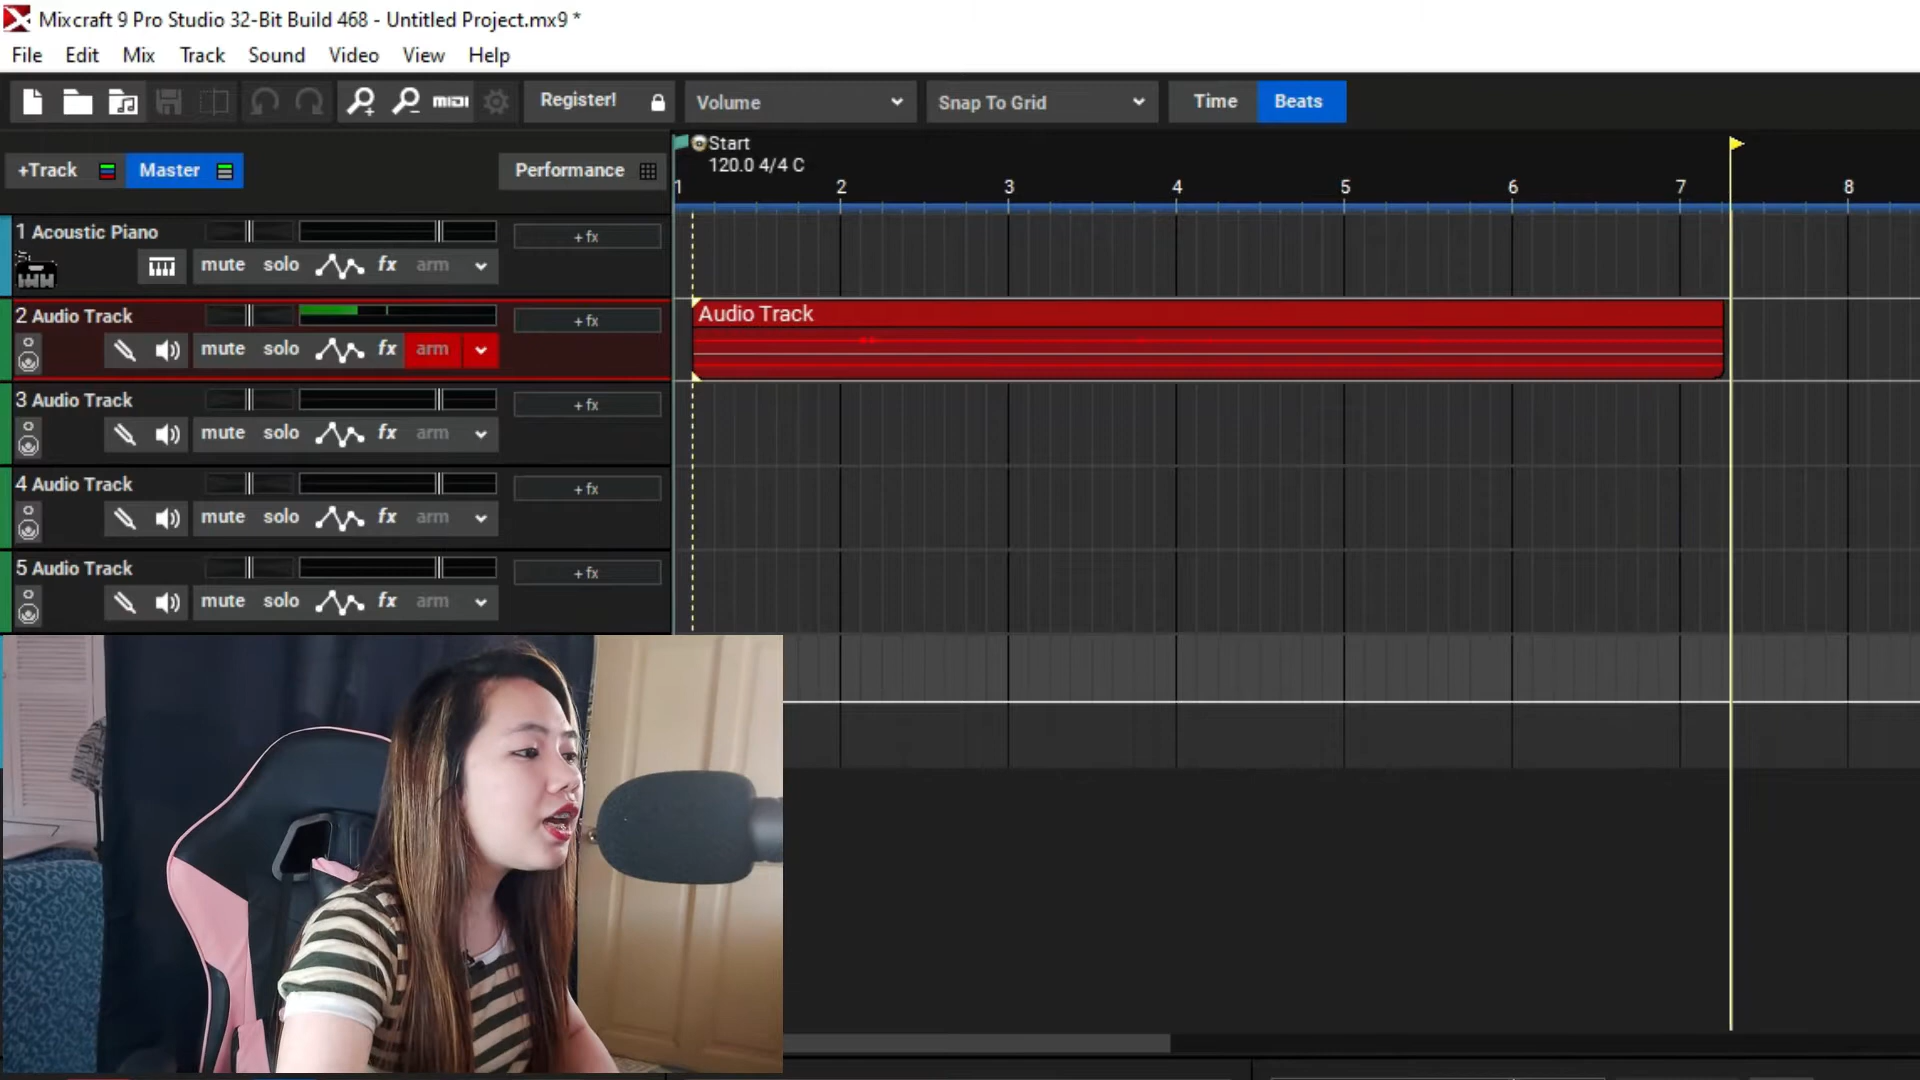 Mixcraft 9 Pro Studio 32-Bit Build 468 - Untitled Project.mx9 *
File Edit Mix Track Sound Video View Help
MIDI Register! Volume Snap To Grid Time Beats
+Track Master Performance
Start
120.0 4/4 C
1 2 3 4 5 6 7 8
1 Acoustic Piano
+fx
mute solo fx arm
2 Audio Track
+fx
mute solo fx arm
Audio Track
3 Audio Track
+fx
mute solo fx arm
4 Audio Track
+fx
mute solo fx arm
5 Audio Track
+fx
mute solo fx arm